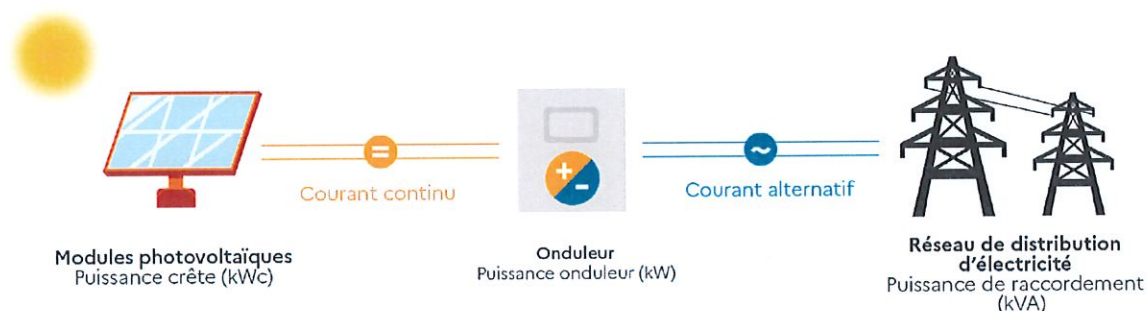 =
Courant continu
+
-
~
Courant alternatif
Modules photovoltaïques
Puissance crête (kWc)
Onduleur
Puissance onduleur (kW)
Réseau de distribution
d'électricité
Puissance de raccordement
(kVA)